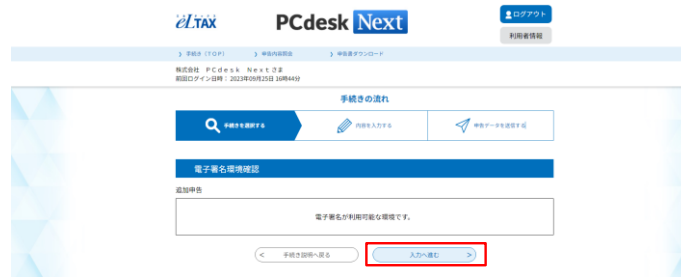 eLTAX
PCdesk Next
ログアウト
利用者情報
手続き（TOP） 申告内容照会 申告書ダウンロード
株式会社 PCdesk Nextさま
前回ログイン日時：2023年09月25日 16時44分
手続きの流れ
手続きを選択する 内容を入力する 申告データを送信する
電子署名環境確認
追加申告
電子署名が利用可能な環境です。
< 手続き説明へ戻る 入力へ進む >